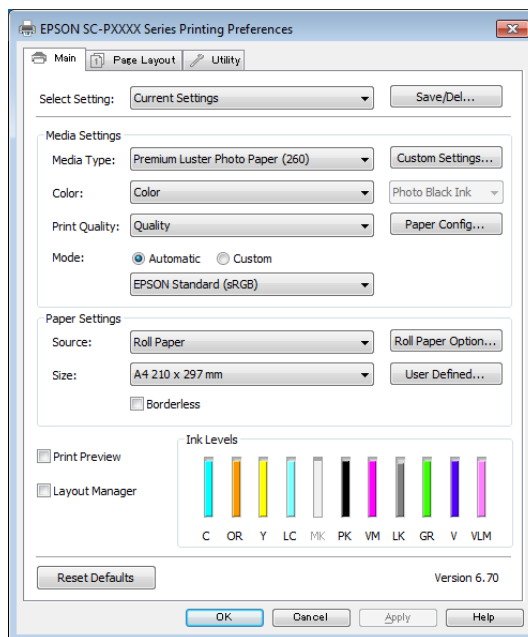 EPSON SC-PXXXX Series Printing Preferences
Main Page Layout Utility
Select Setting: Current Settings Save/Del...
Media Settings
Media Type: Premium Luster Photo Paper (260) Custom Settings...
Color: Color Photo Black Ink
Print Quality: Quality Paper Config...
Mode: Automatic Custom
EPSON Standard (sRGB)
Paper Settings
Source: Roll Paper Roll Paper Option...
Size: A4 210 x 297 mm User Defined...
Borderless
Print Preview
Layout Manager
Ink Levels
C OR Y LC MK PK VM LK GR V VLM
Reset Defaults Version 6.70
OK Cancel Apply Help